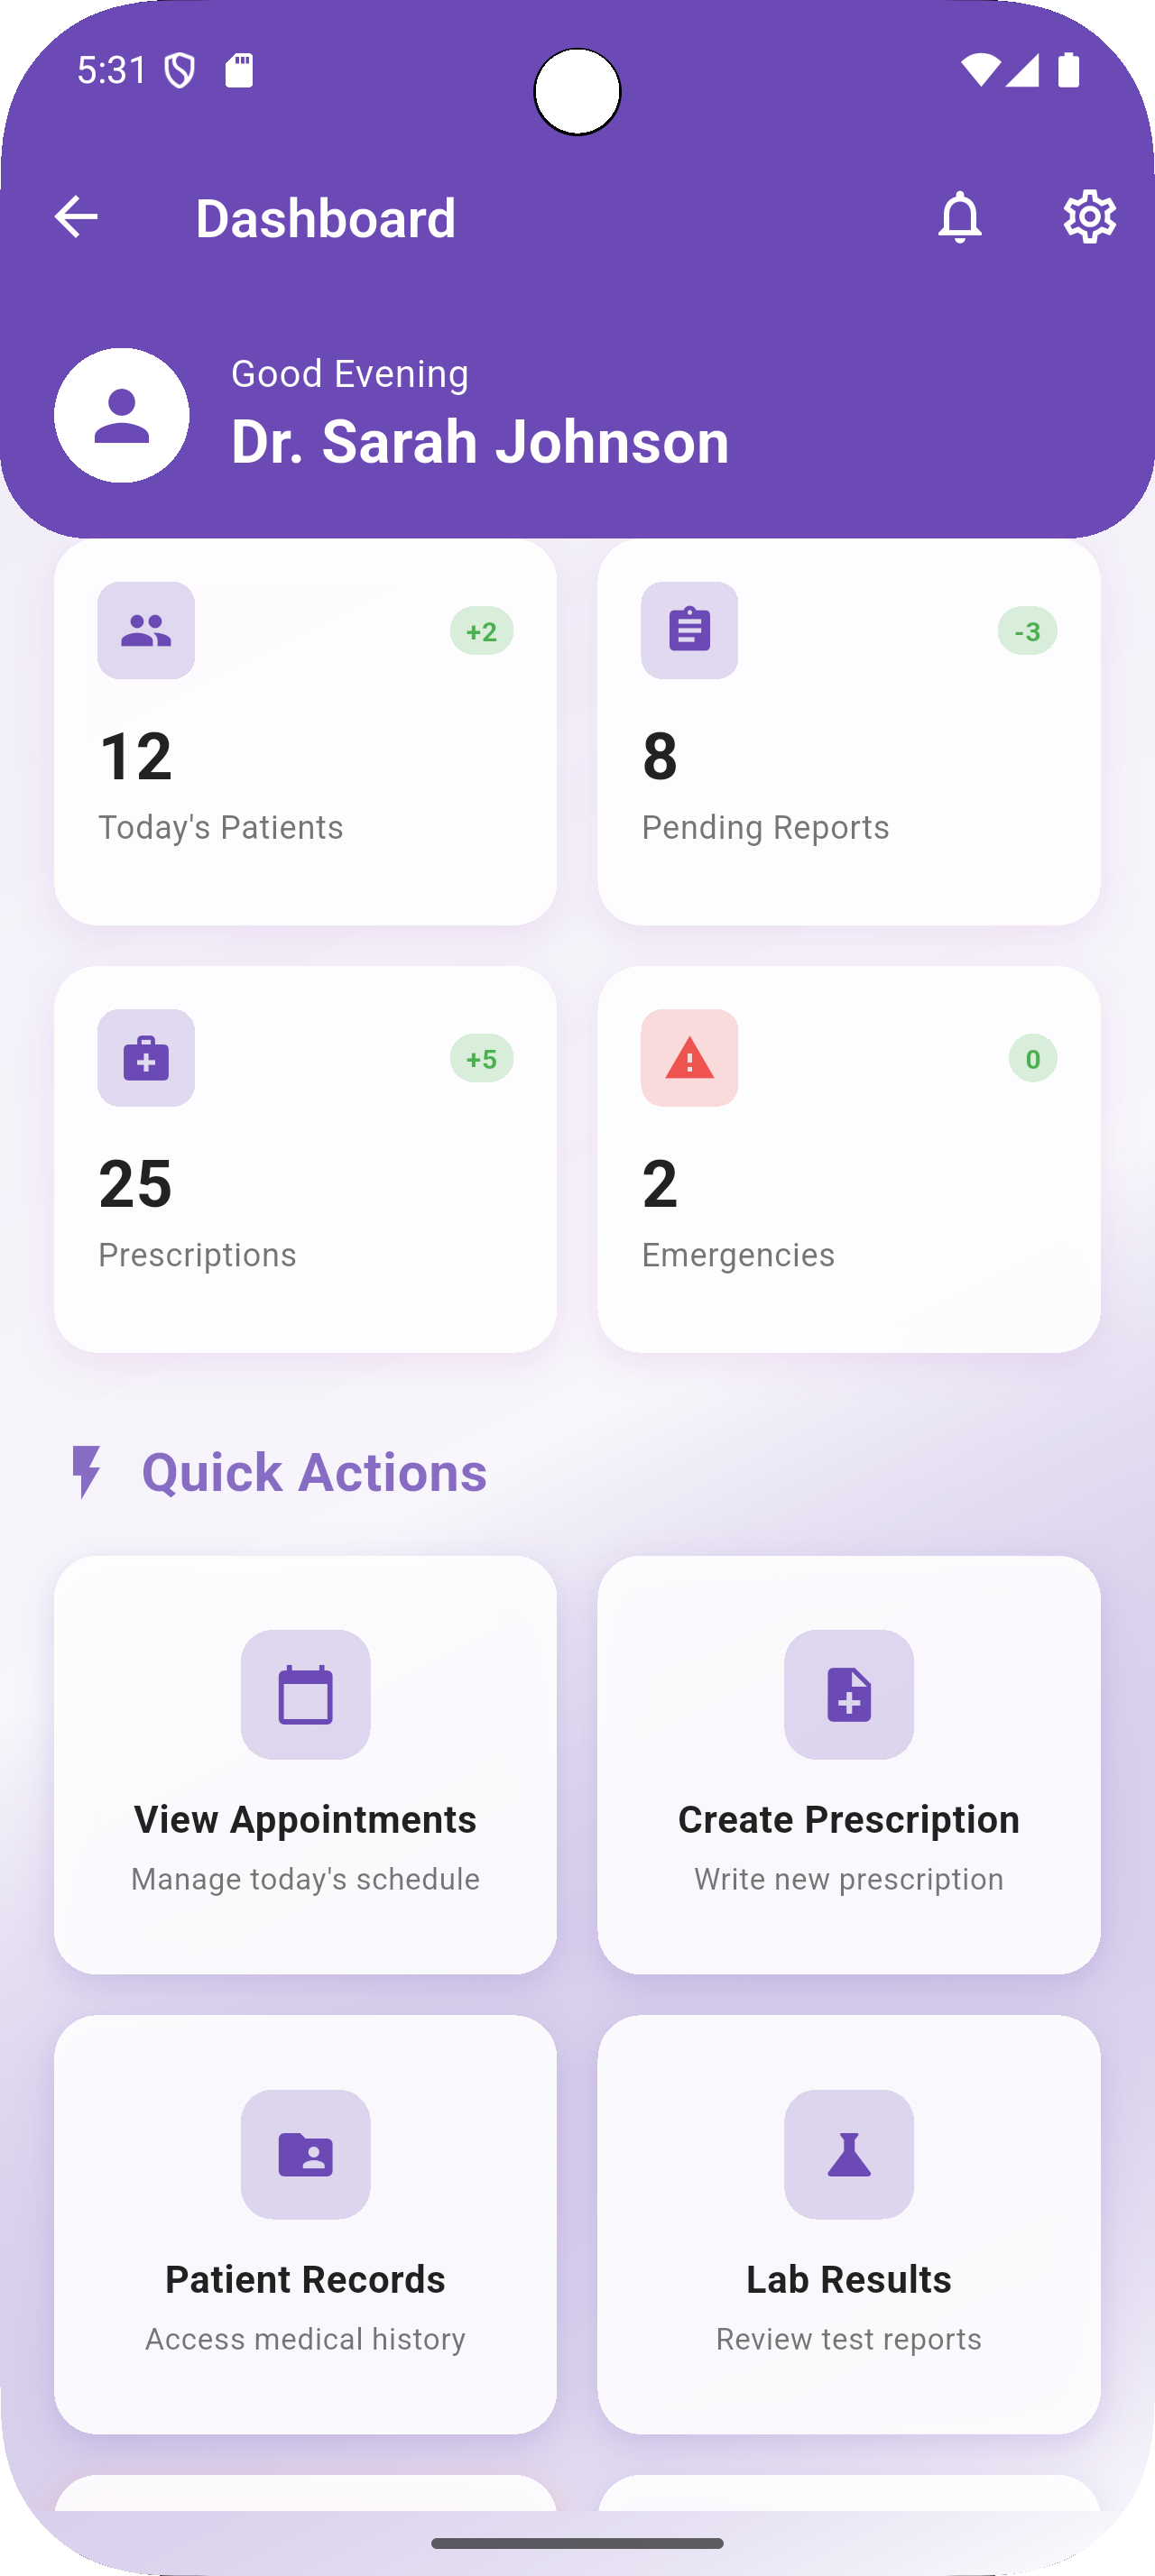 5:31
Dashboard
Good Evening
Dr. Sarah Johnson
+2
12
Today's Patients
-3
8
Pending Reports
+5
25
Prescriptions
0
2
Emergencies
Quick Actions
View Appointments
Manage today's schedule
Create Prescription
Write new prescription
Patient Records
Access medical history
Lab Results
Review test reports